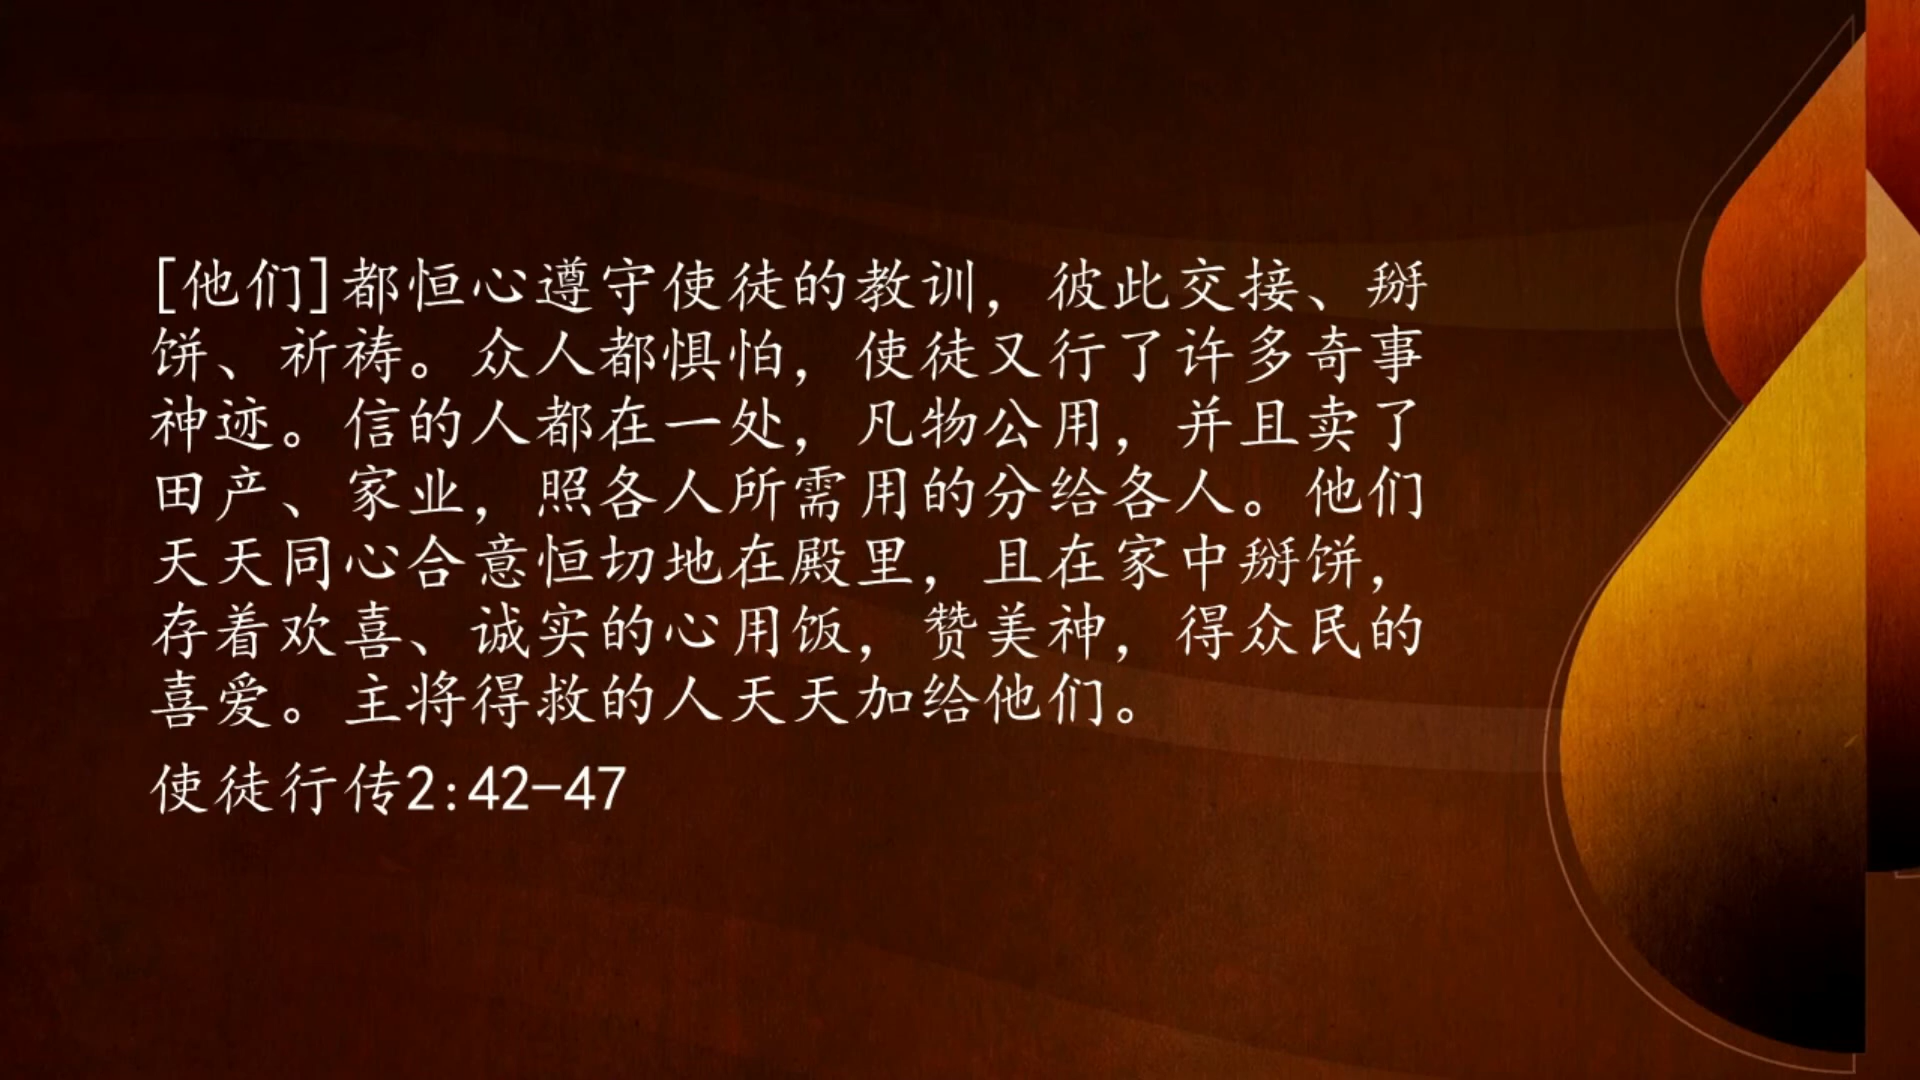 [他们]都恒心遵守使徒的教训，彼此交接、掰
饼、祈祷。众人都惧怕，使徒又行了许多奇事
神迹。信的人都在一处，凡物公用，并且卖了
田产、家业，照各人所需用的分给各人。他们
天天同心合意恒切地在殿里，且在家中掰饼，
存着欢喜、诚实的心用饭，赞美神，得众民的
喜爱。主将得救的人天天加给他们。
使徒行传2:42-47